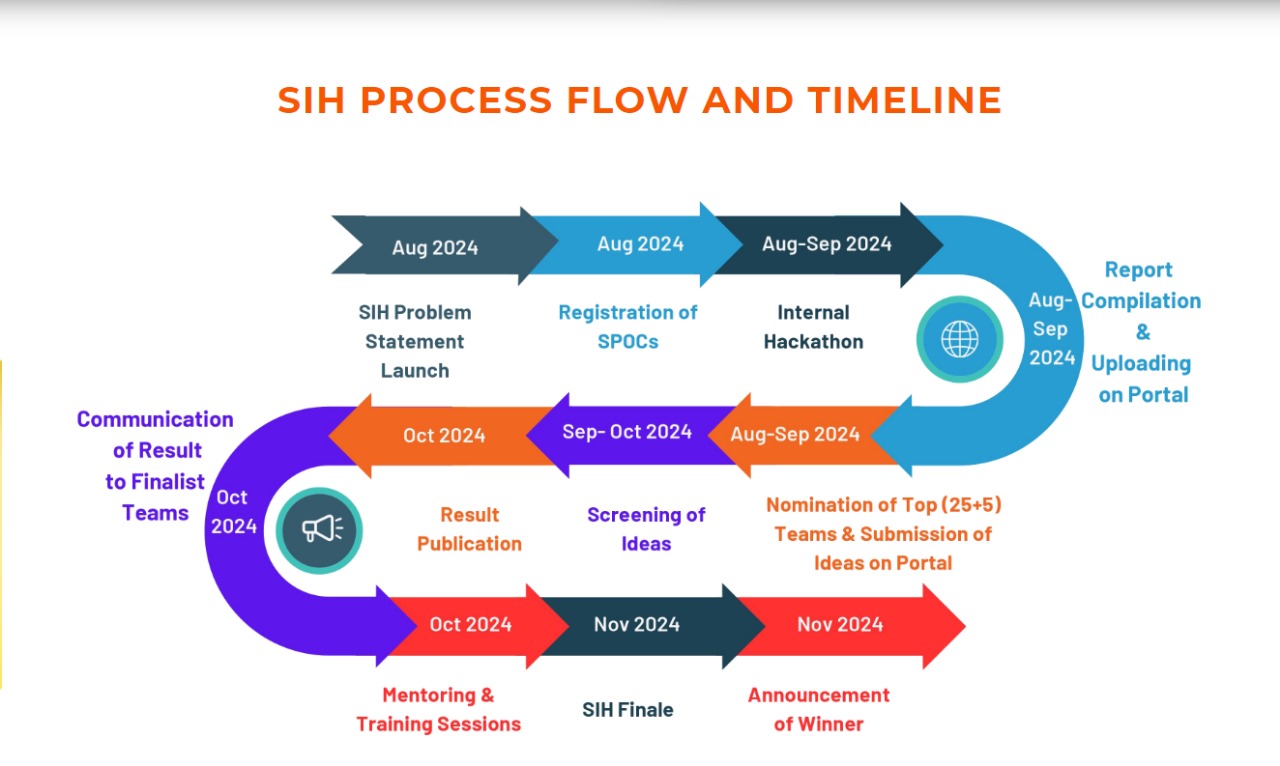 SIH PROCESS FLOW AND TIMELINE
Aug 2024
SIH Problem
Statement
Launch
Aug 2024
Registration of
SPOCs
Aug-Sep 2024
Internal
Hackathon
Aug-
Sep
2024
Report
Compilation
&
Uploading
on Portal
Aug-Sep 2024
Nomination of Top (25+5)
Teams & Submission of
Ideas on Portal
Sep- Oct 2024
Screening of
Ideas
Oct 2024
Result
Publication
Oct
2024
Communication
of Result
to Finalist
Teams
Oct 2024
Mentoring &
Training Sessions
Nov 2024
SIH Finale
Nov 2024
Announcement
of Winner